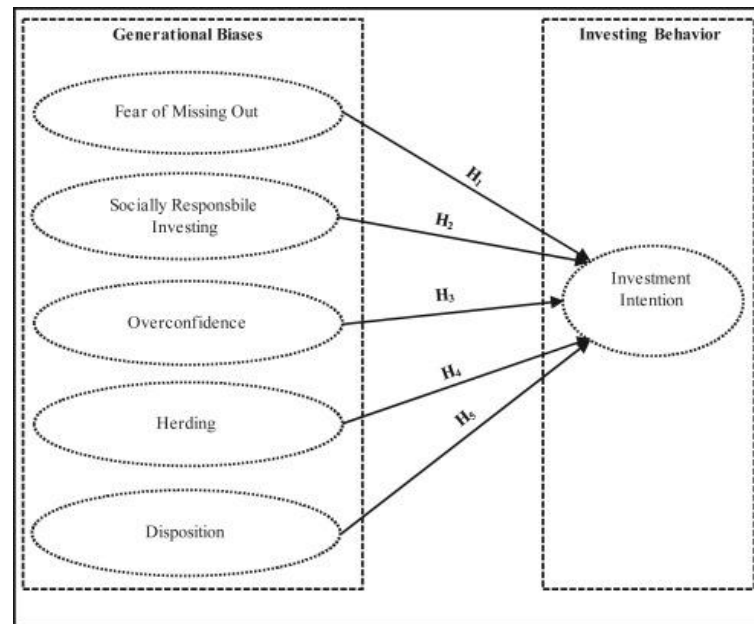 Generational Biases
Investing Behavior
Fear of Missing Out
H1
Socially Responsbile
Investing
H2
Investment
Intention
Overconfidence
H3
Herding
H4
H5
Disposition